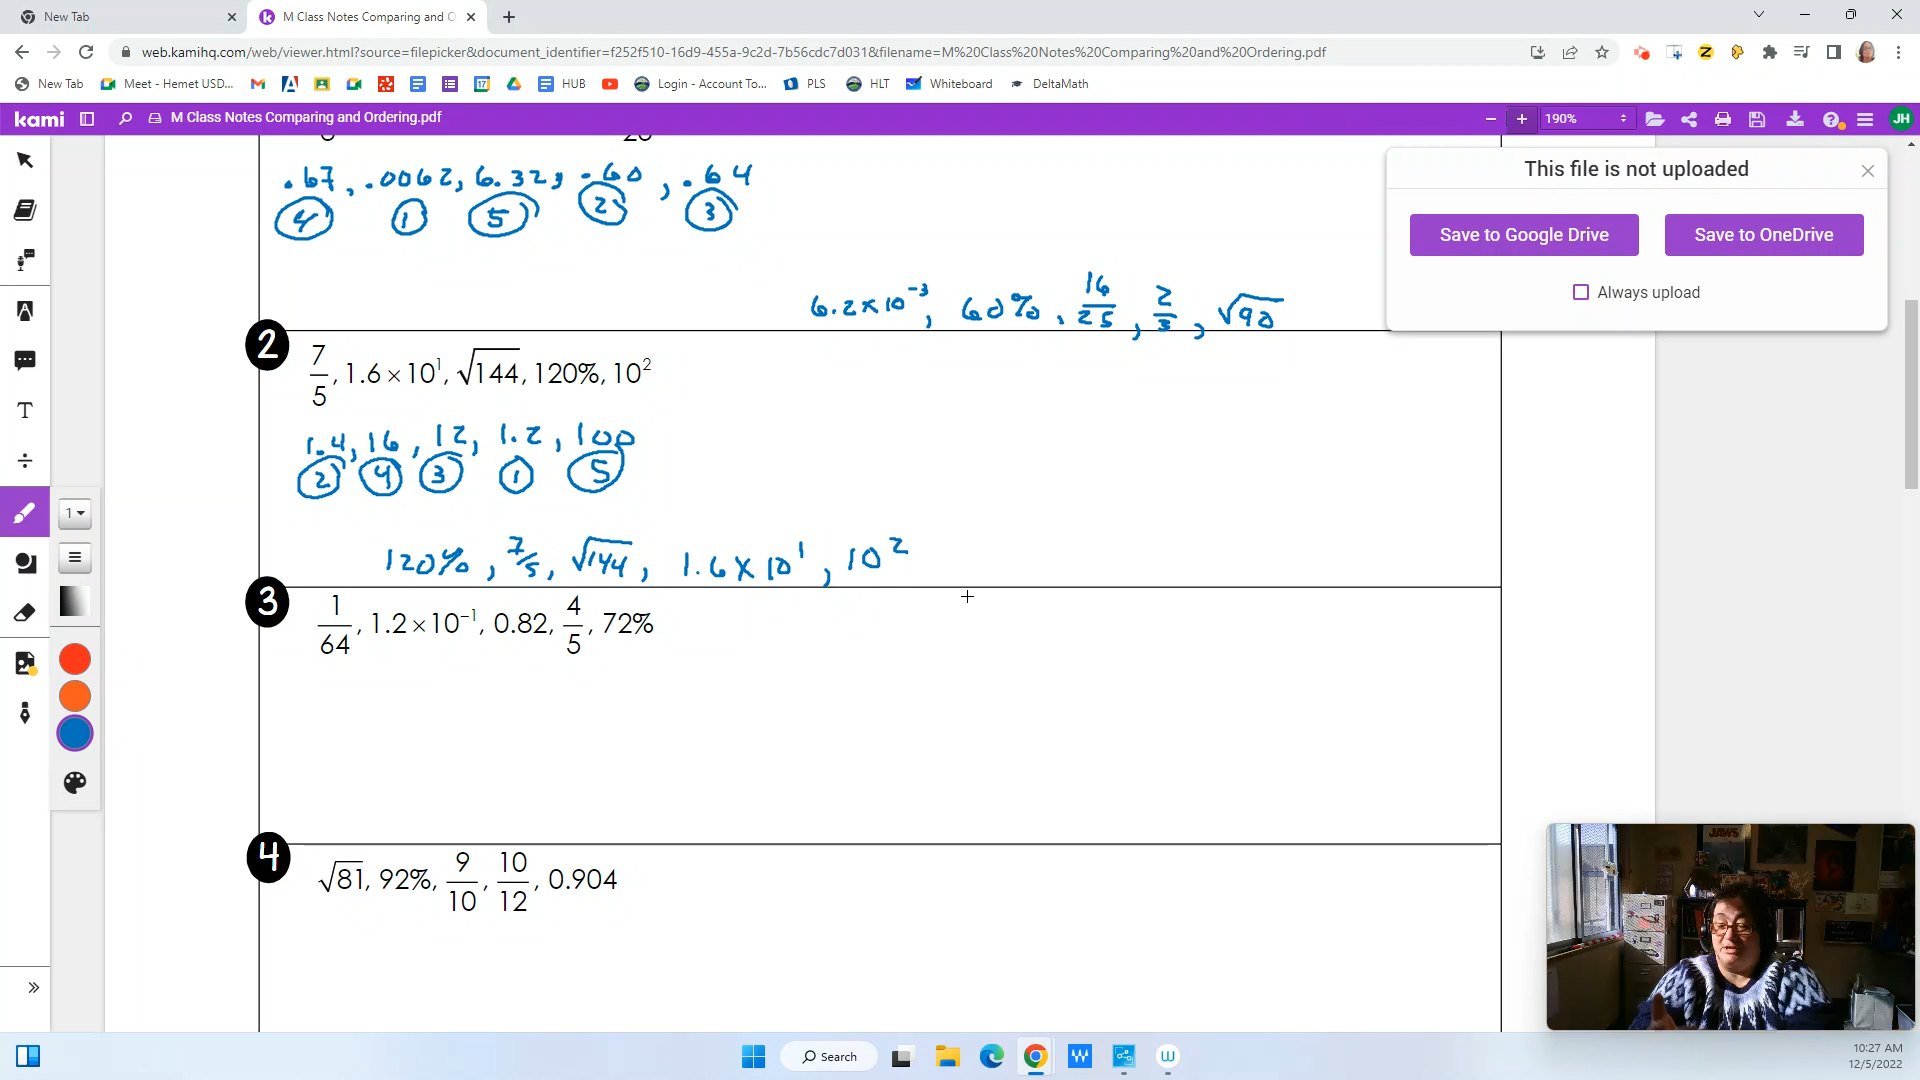 New Tab
M Class Notes Comparing and O
web.kamihq.com/web/viewer.html?source=filepicker&document_identifier=f252f510-16d9-455a-9c2d-7b56cdc7d031&filename=M%20Class%20Notes%20Comparing%20and%20Ordering.pdf
New Tab Meet - Hemet USD... HUB Login - Account To... PLS HLT Whiteboard DeltaMath
kami M Class Notes Comparing and Ordering.pdf 190% JH
This file is not uploaded
Save to Google Drive Save to OneDrive
Always upload
.67, .0062, 6.32, .60, .64
4 1 5 2 3
6.2×10⁻³, 60%, 16/25, 2/3, √90
2
7/5, 1.6×10¹, √144, 120%, 10²
1.4, 16, 12, 1.2, 100
2 4 3 1 5
120%, 7/5, √144, 1.6×10¹, 10²
3
1/64, 1.2×10⁻¹, 0.82, 4/5, 72%
4
√81, 92%, 9/10, 10/12, 0.904
1
JAWS
Search
10:27 AM
12/5/2022